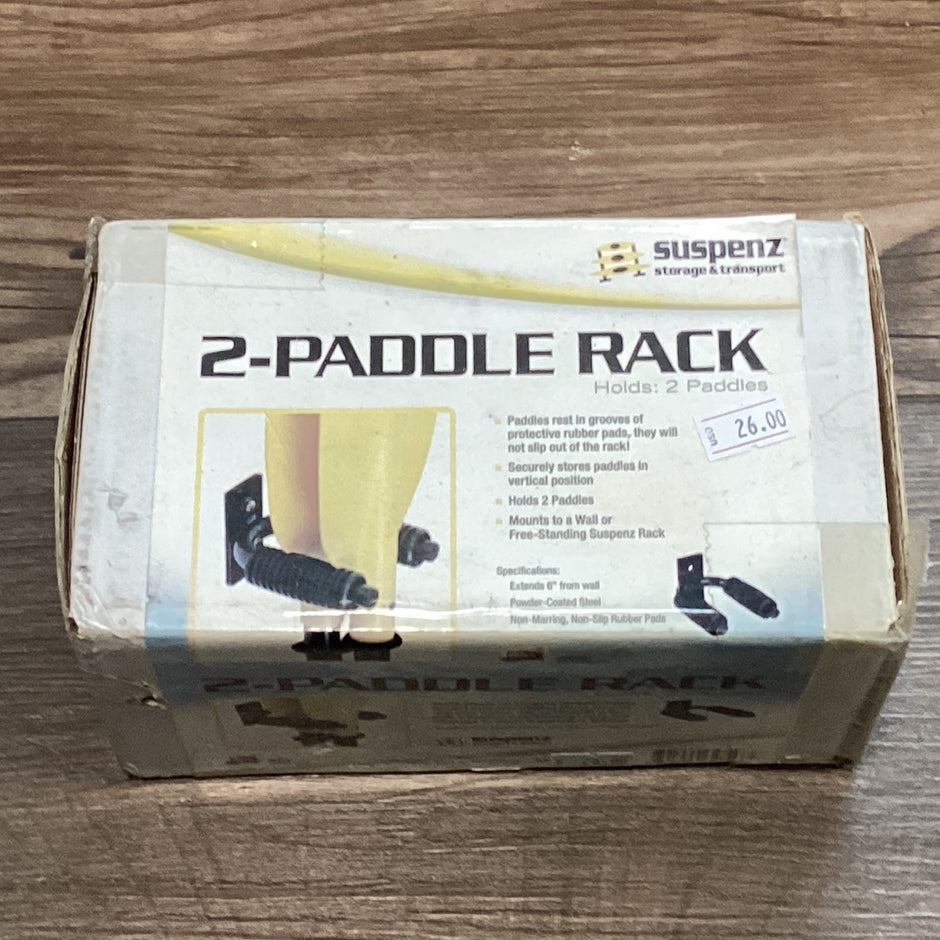 suspenz
storage & transport
2-PADDLE RACK
Holds: 2 Paddles
Paddles rest in grooves of
protective rubber pads, they will
not slip out of the rack!
Securely stores paddles in
vertical position
Holds 2 Paddles
Mounts to a Wall or
Free-Standing Suspenz Rack
USD 26.00
Specifications:
Extends 6" from wall
Powder-Coated Steel
Non-Marring, Non-Slip Rubber Pads
2-PADDLE RACK